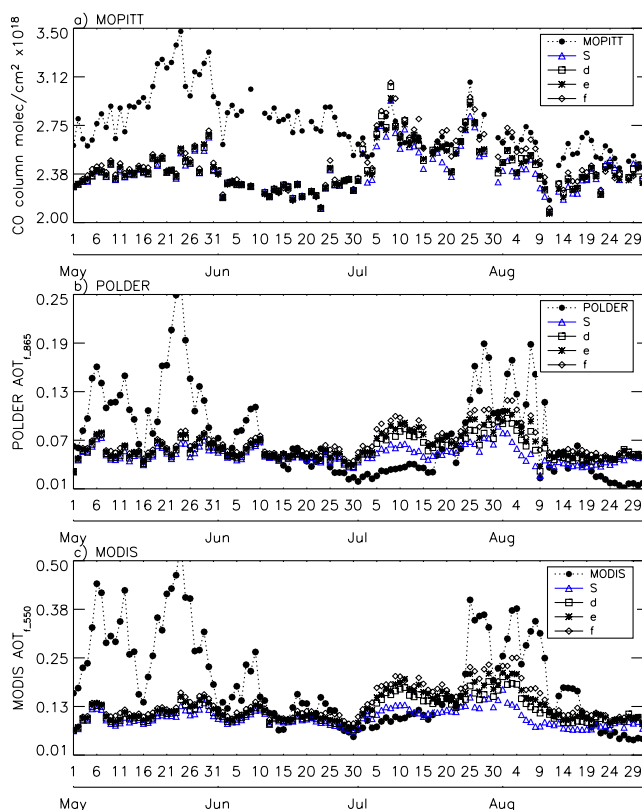 a) MOPITT
CO column molec/cm² x10¹⁸
3.50
3.12
2.75
2.38
2.00
MOPITT
S
d
e
f
1 6 11 16 21 26 31 5 10 15 20 25 30 5 10 15 20 25 30 4 9 14 19 24 29
May Jun Jul Aug
b) POLDER
POLDER AOT f_865
0.25
0.19
0.13
0.07
0.01
POLDER
S
d
e
f
1 6 11 16 21 26 31 5 10 15 20 25 30 5 10 15 20 25 30 4 9 14 19 24 29
May Jun Jul Aug
c) MODIS
MODIS AOT f_550
0.50
0.38
0.25
0.13
0.01
MODIS
S
d
e
f
1 6 11 16 21 26 31 5 10 15 20 25 30 5 10 15 20 25 30 4 9 14 19 24 29
May Jun Jul Aug